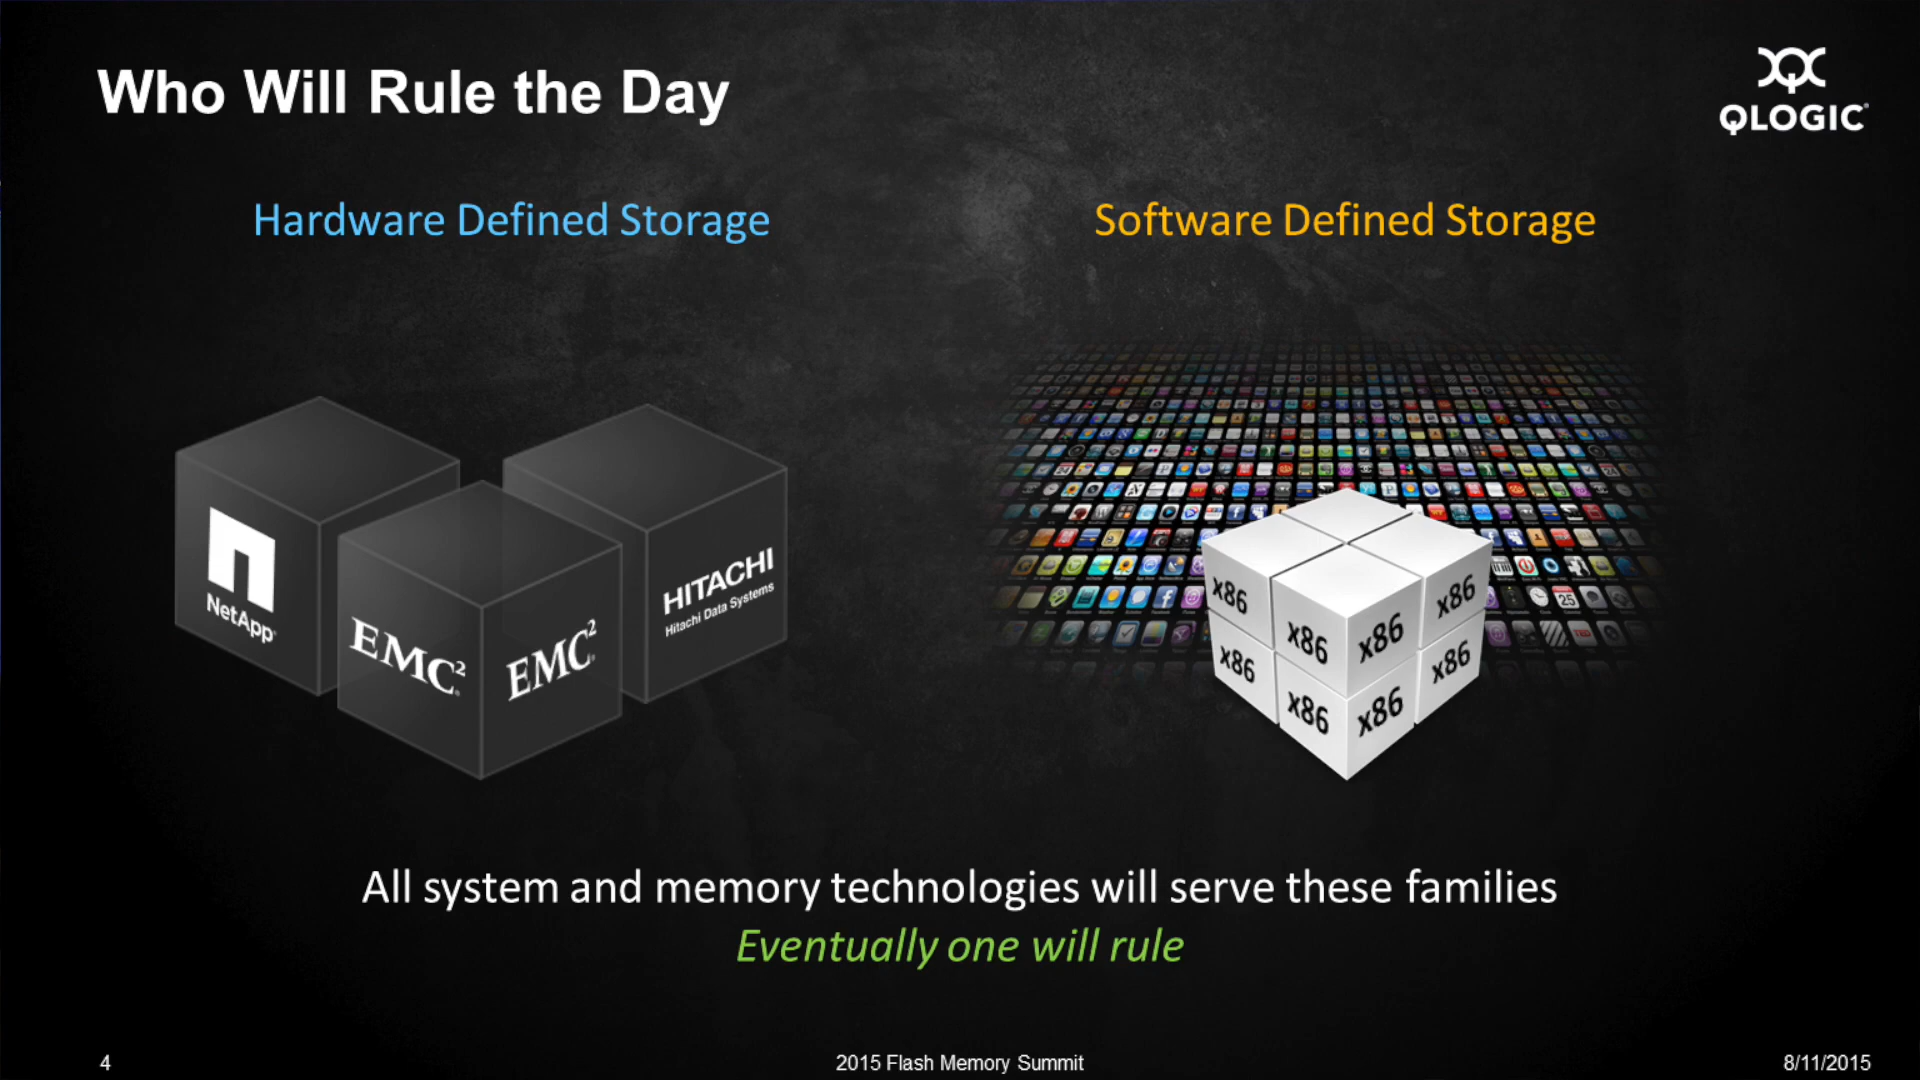 Who Will Rule the Day
QLOGIC
Hardware Defined Storage
Software Defined Storage
NetApp
EMC²
EMC²
HITACHI
Hitachi Data Systems
x86
x86
x86
x86
x86
x86
x86
x86
All system and memory technologies will serve these families
Eventually one will rule
4
2015 Flash Memory Summit
8/11/2015